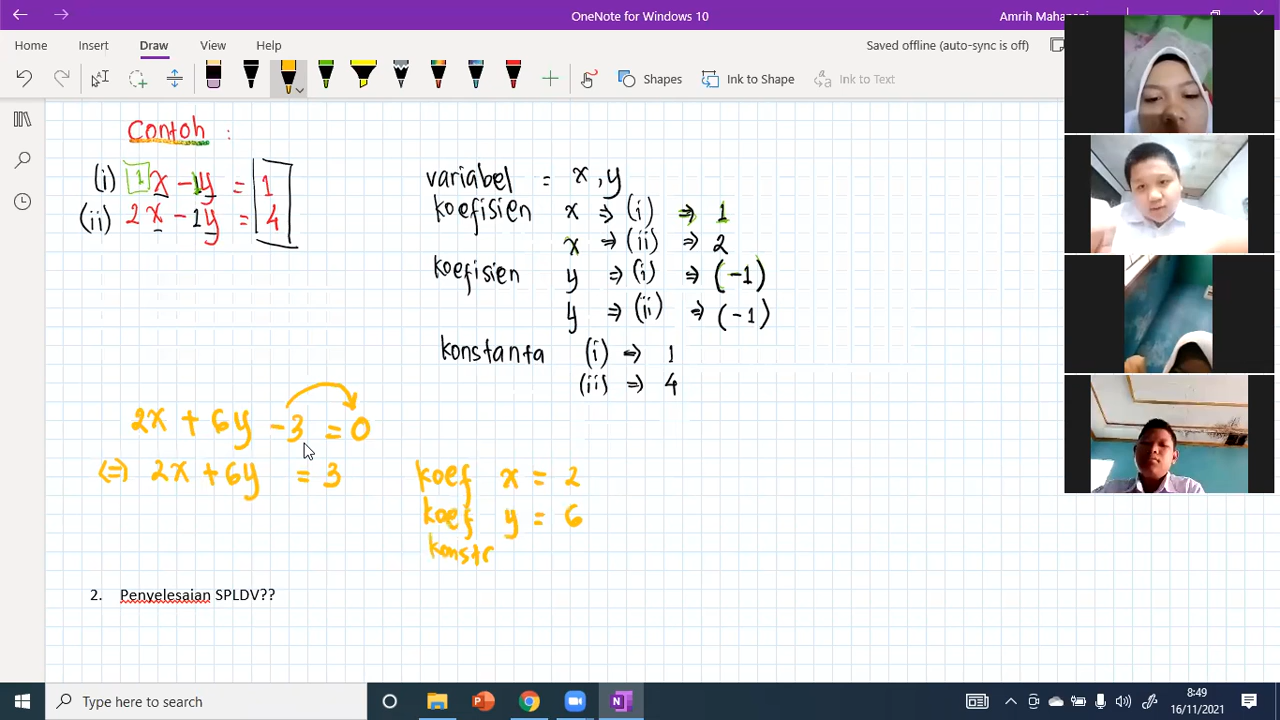 OneNote for Windows 10
Home Insert Draw View Help
Saved offline (auto-sync is off)
Shapes Ink to Shape Ink to Text
Contoh :
(i) 1x - 1y = 1
(ii) 2x - 1y = 4
variabel = x, y
koefisien x ⇒ (i) ⇒ 1
x ⇒ (ii) ⇒ 2
koefisien y ⇒ (i) ⇒ (-1)
y ⇒ (ii) ⇒ (-1)
konstanta (i) ⇒ 1
(ii) ⇒ 4
2x + 6y - 3 = 0
⇔ 2x + 6y = 3
koef x = 2
koef y = 6
2. Penyelesaian SPLDV??
Type here to search
8:49
16/11/2021